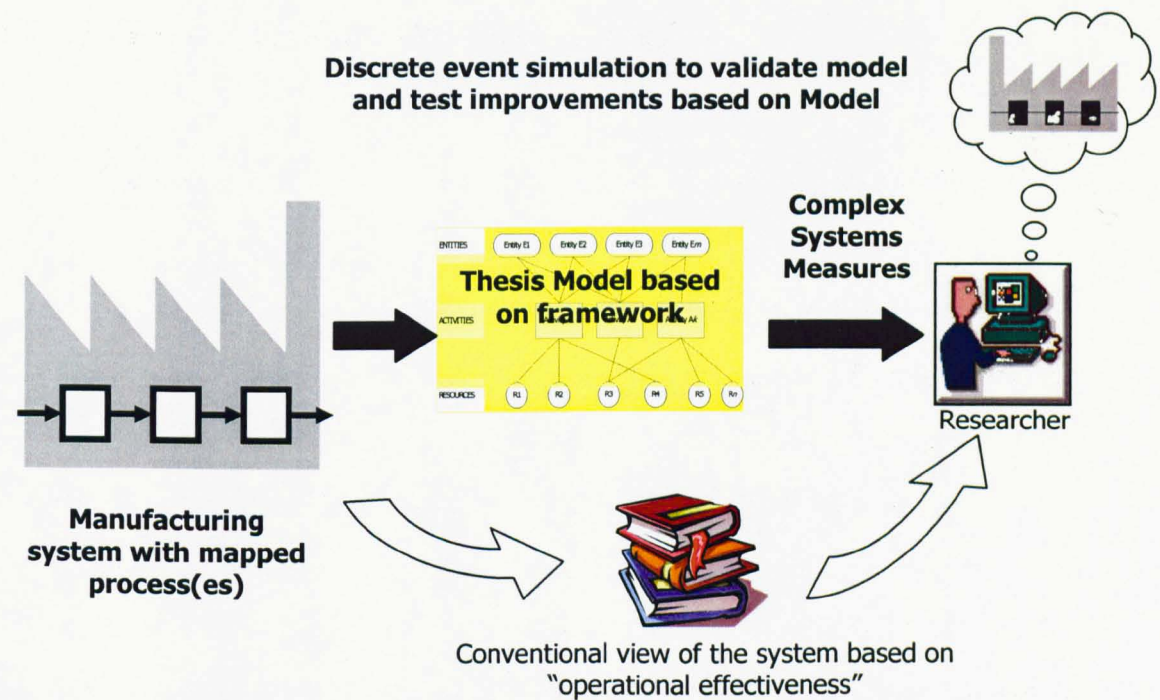 Discrete event simulation to validate model
and test improvements based on Model
Complex
Systems
Measures
ENTITIES
Entity E1
Entity E2
Entity E3
Entity Em
Thesis Model based
on framework
ACTIVITIES
RESOURCES
R1
R2
R3
R4
R5
Rn
Researcher
Manufacturing
system with mapped
process(es)
Conventional view of the system based on
“operational effectiveness”